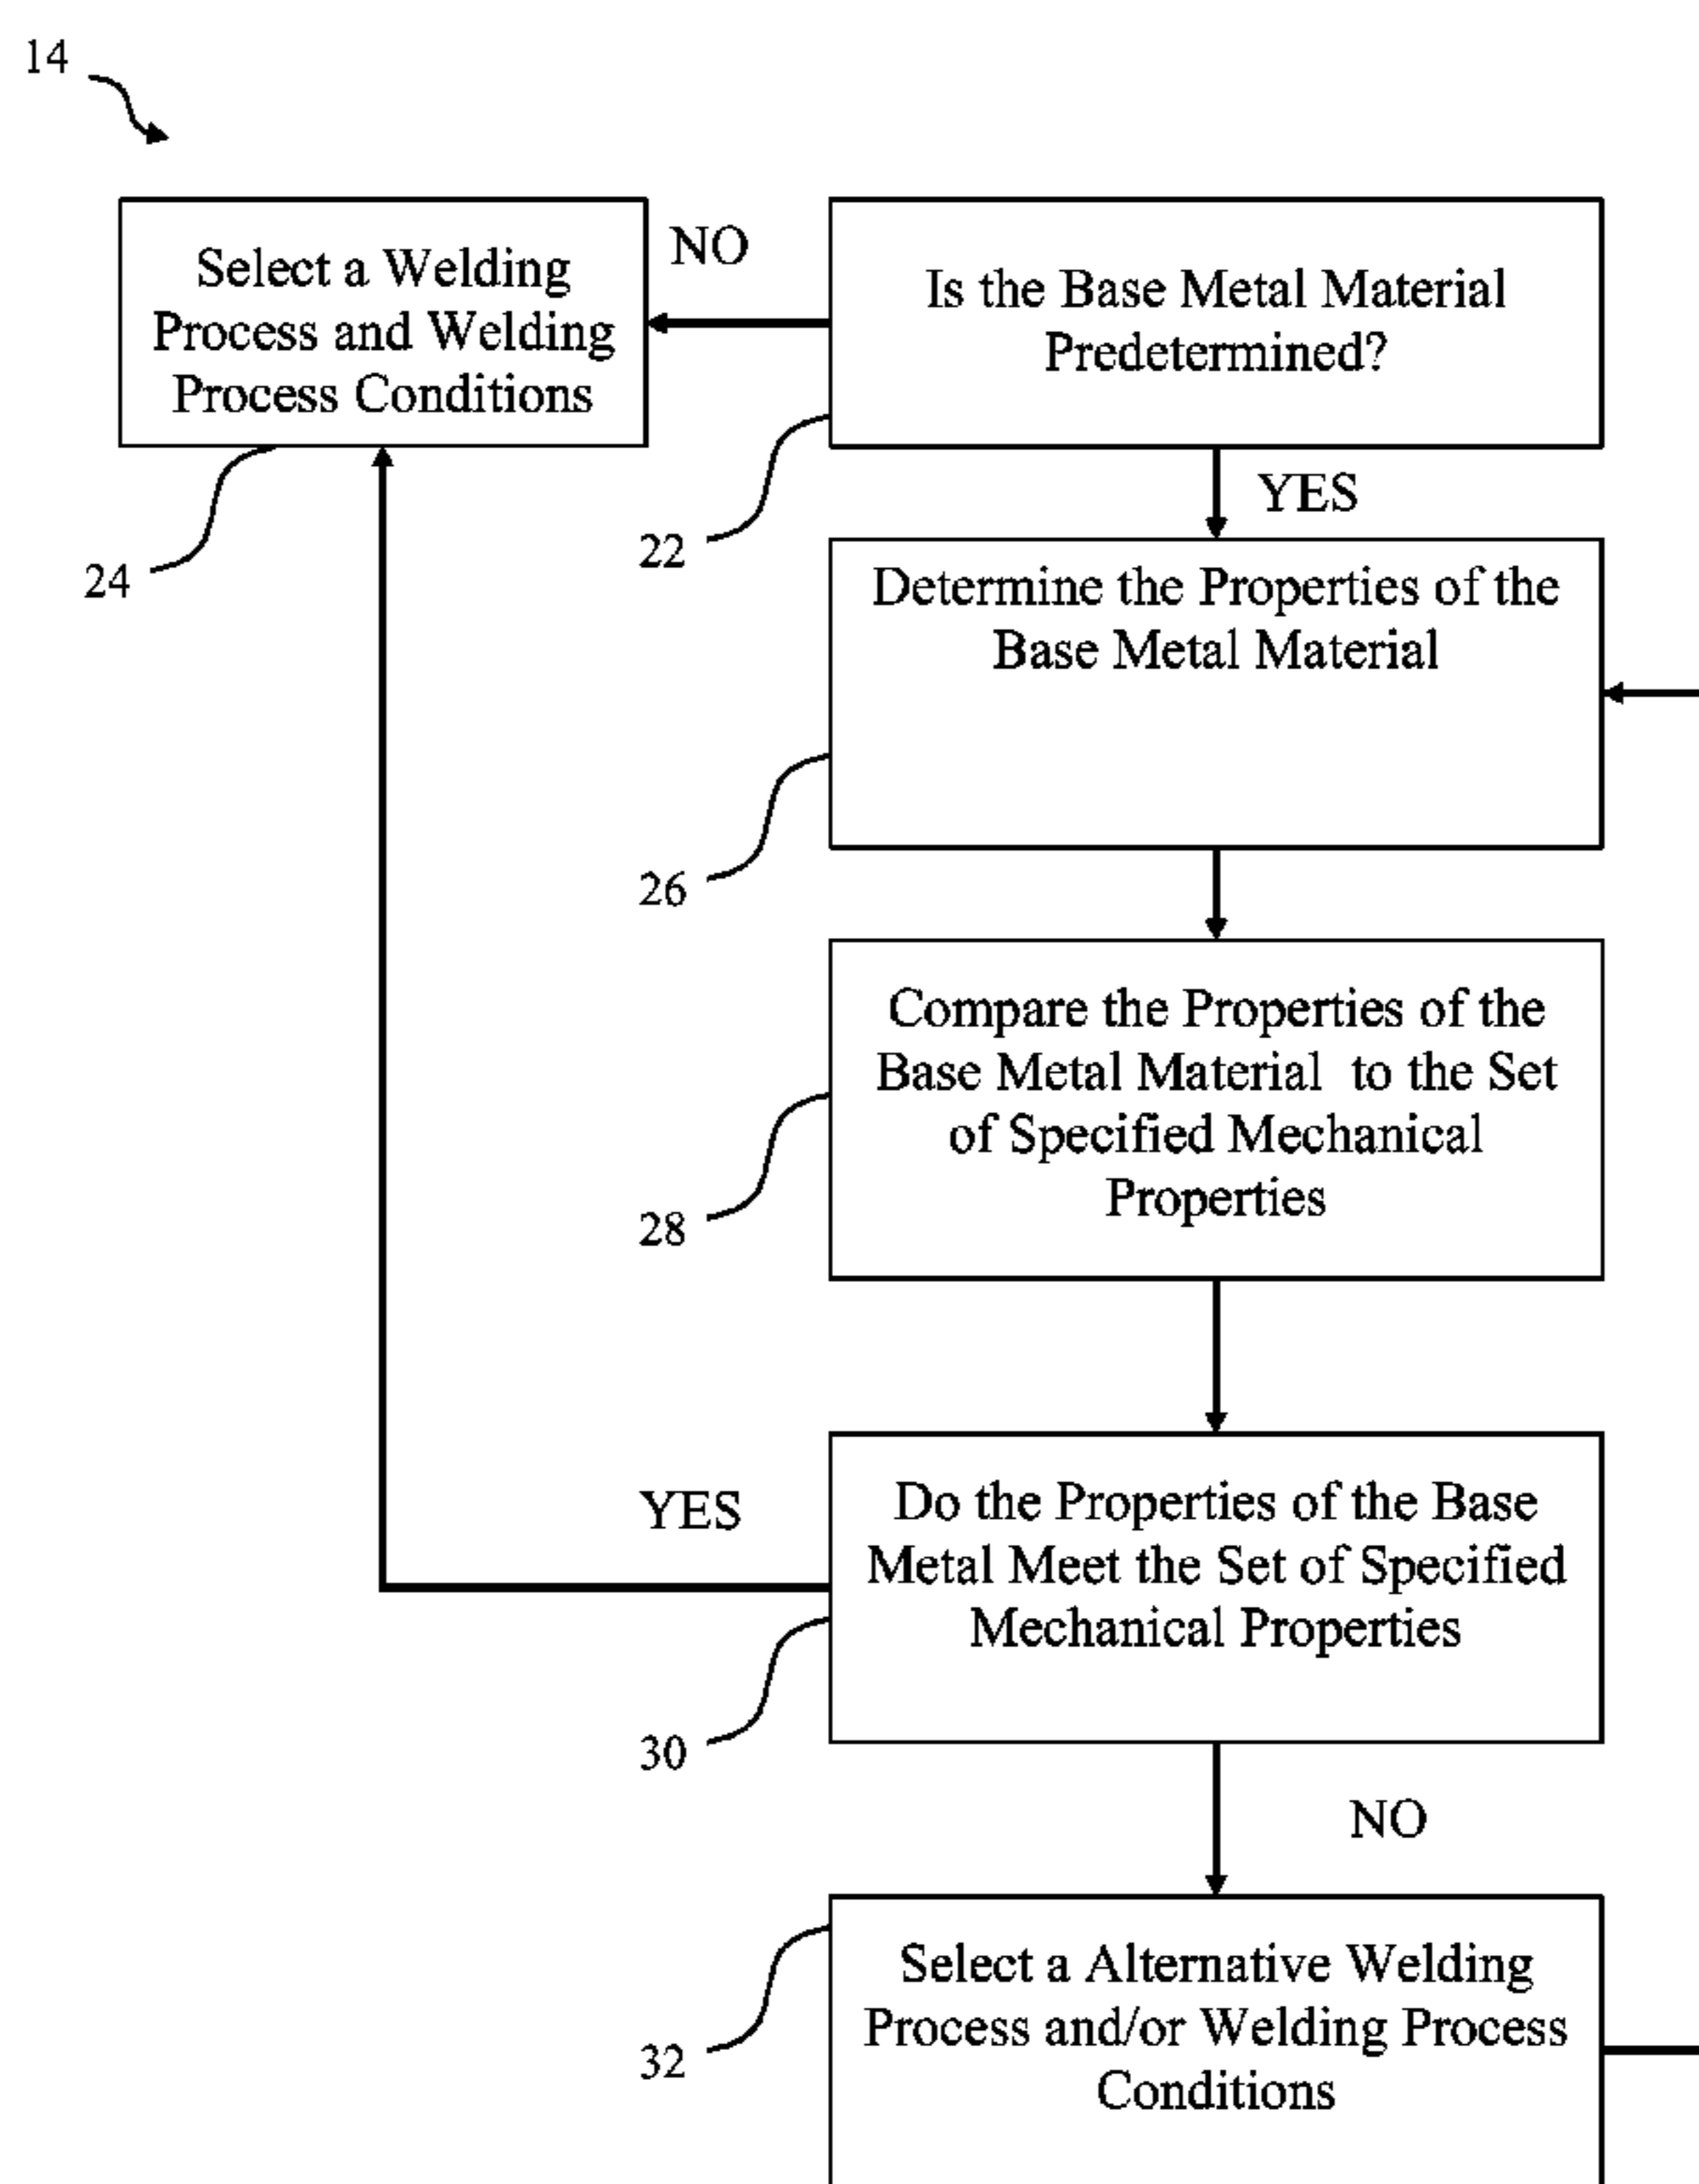 14
Select a Welding
Process and Welding
Process Conditions
NO
Is the Base Metal Material
Predetermined?
24
22
YES
Determine the Properties of the
Base Metal Material
26
Compare the Properties of the
Base Metal Material to the Set
of Specified Mechanical
Properties
28
YES
Do the Properties of the Base
Metal Meet the Set of Specified
Mechanical Properties
30
NO
Select a Alternative Welding
Process and/or Welding Process
Conditions
32